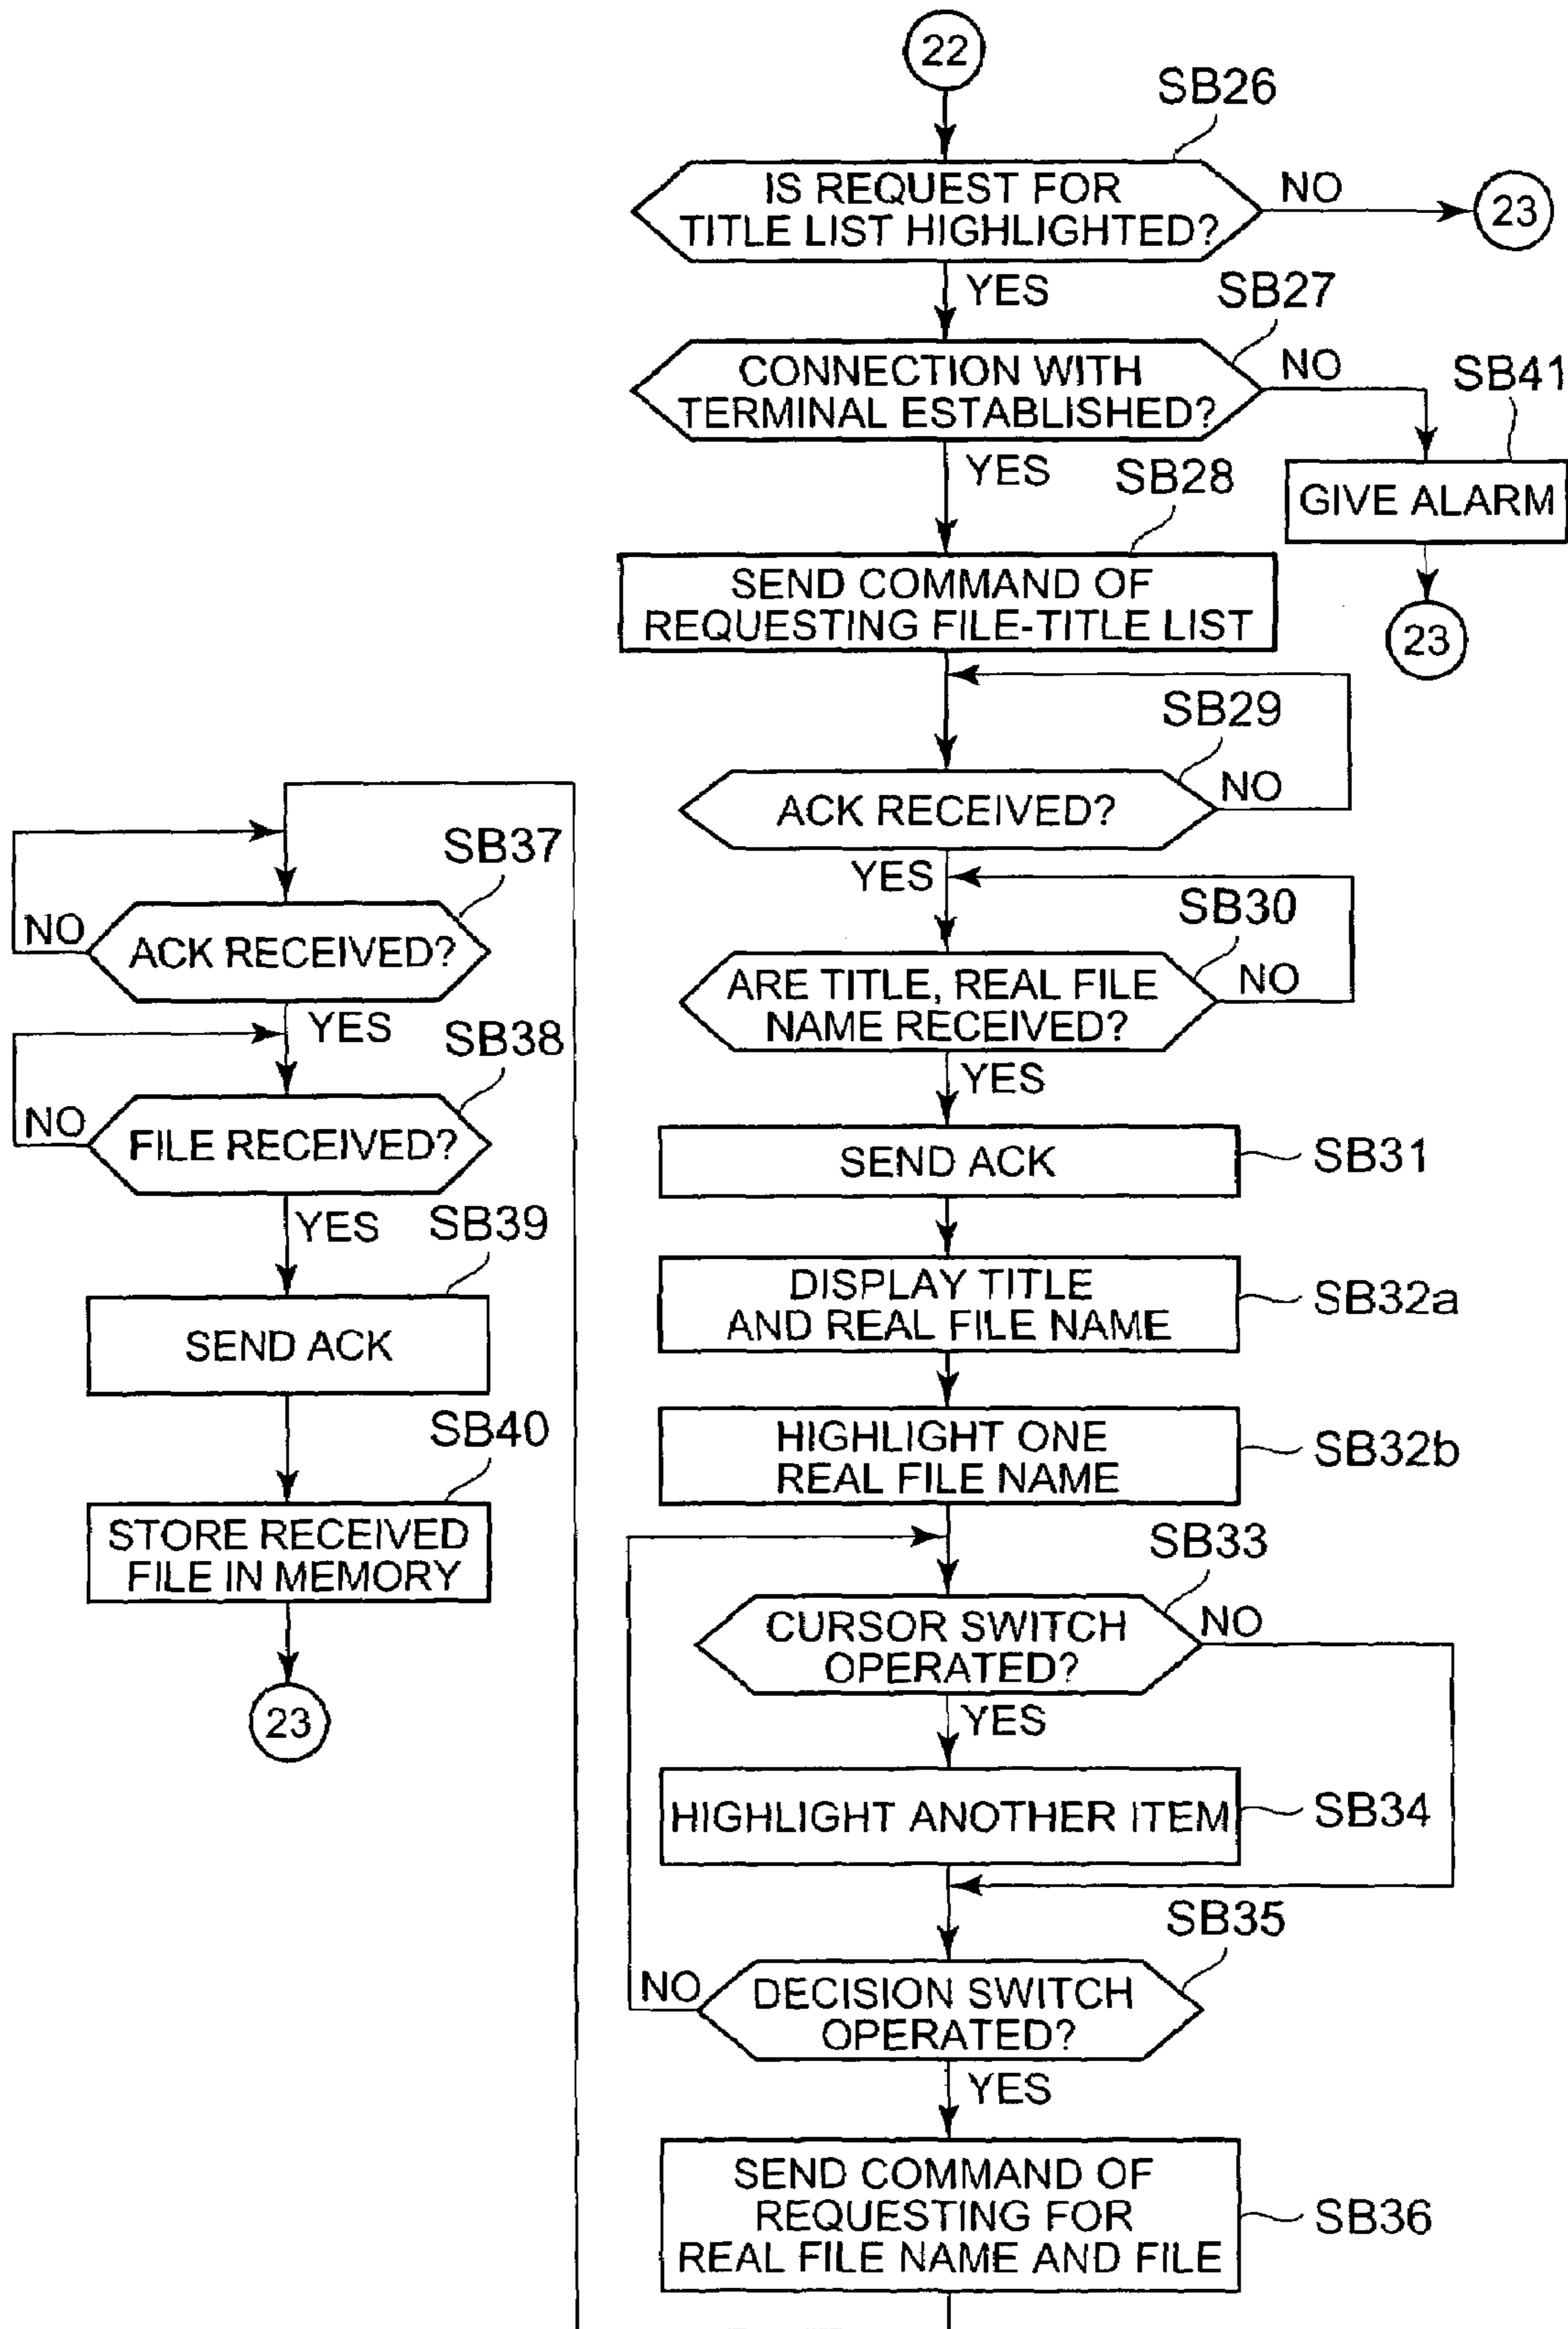 22
SB26
IS REQUEST FOR
TITLE LIST HIGHLIGHTED?
NO
23
YES
SB27
CONNECTION WITH
TERMINAL ESTABLISHED?
NO
SB41
GIVE ALARM
23
YES
SB28
SEND COMMAND OF
REQUESTING FILE-TITLE LIST
SB29
ACK RECEIVED?
NO
YES
SB30
ARE TITLE, REAL FILE
NAME RECEIVED?
NO
YES
SEND ACK
SB31
DISPLAY TITLE
AND REAL FILE NAME
SB32a
HIGHLIGHT ONE
REAL FILE NAME
SB32b
SB33
CURSOR SWITCH
OPERATED?
NO
YES
HIGHLIGHT ANOTHER ITEM
SB34
SB35
NO
DECISION SWITCH
OPERATED?
YES
SEND COMMAND OF
REQUESTING FOR
REAL FILE NAME AND FILE
SB36
SB37
NO
ACK RECEIVED?
YES
SB38
NO
FILE RECEIVED?
YES
SB39
SEND ACK
SB40
STORE RECEIVED
FILE IN MEMORY
23